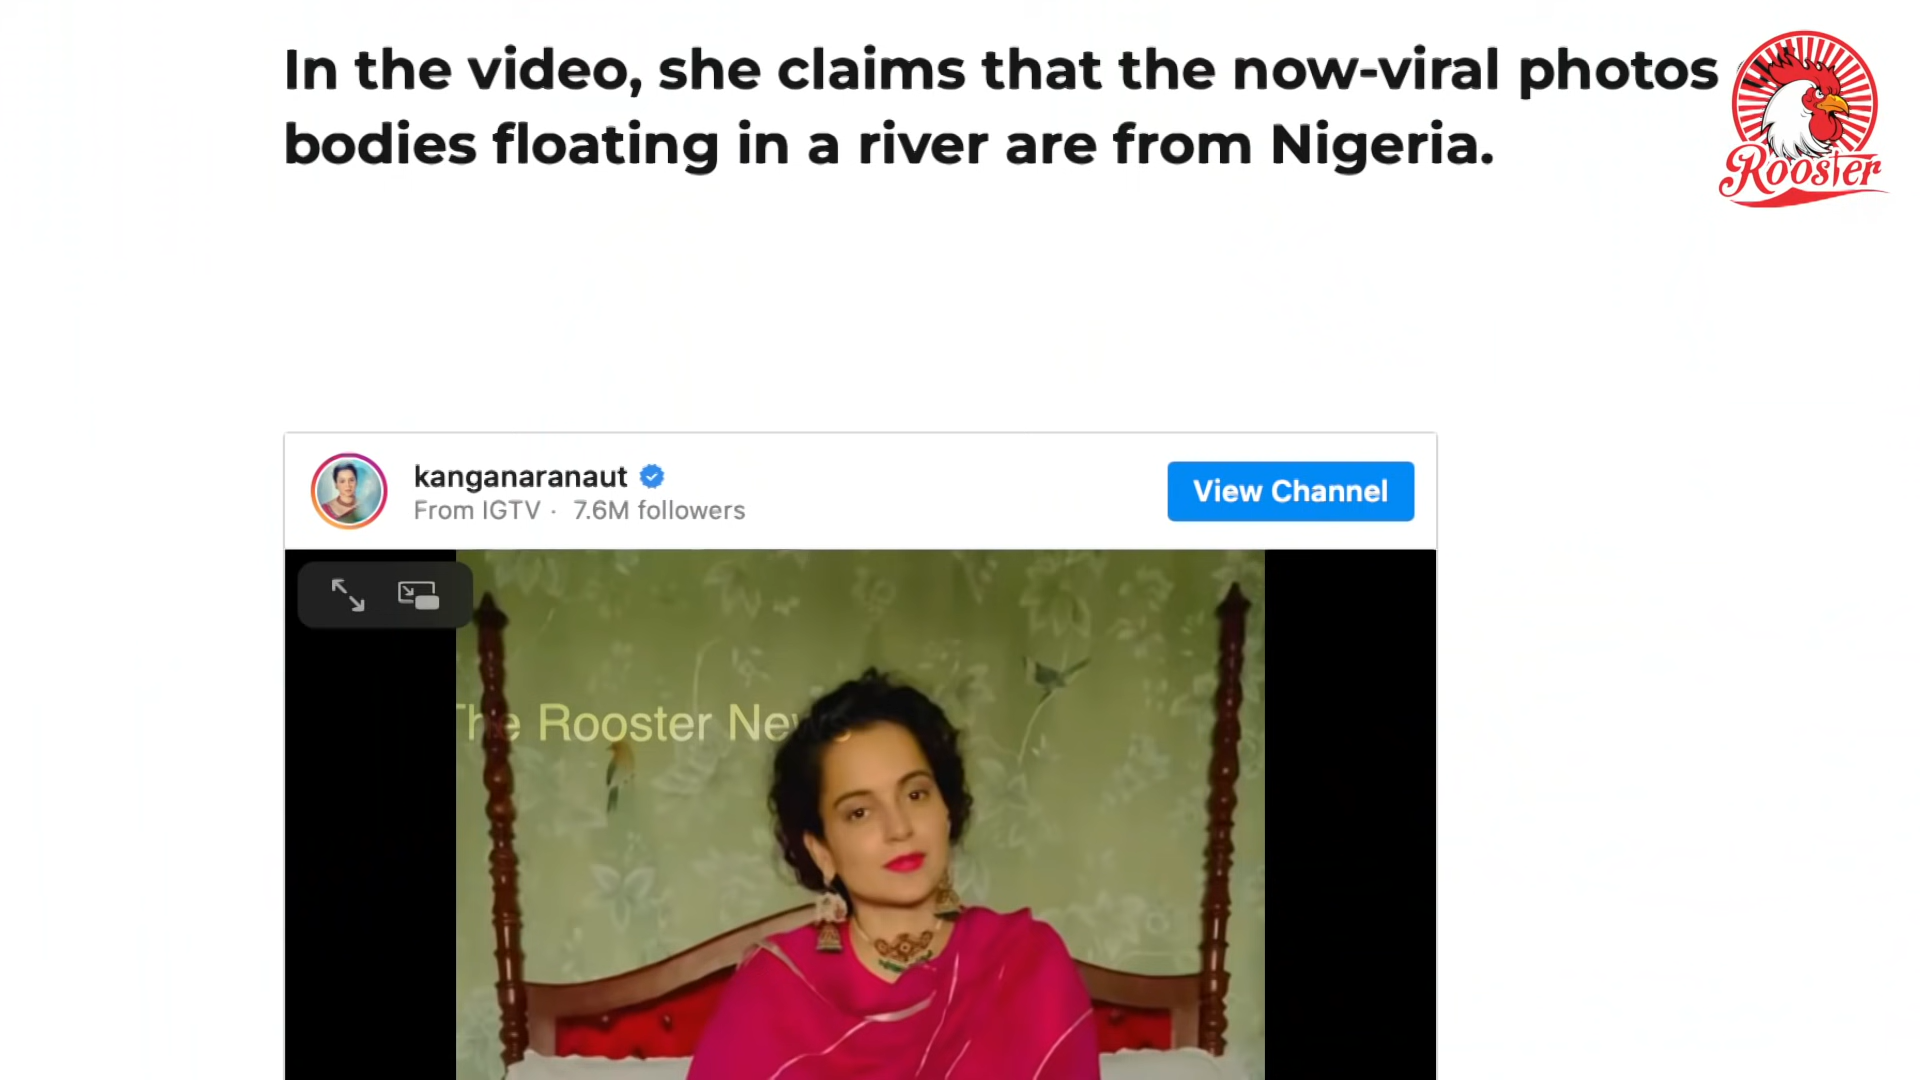 In the video, she claims that the now-viral photos
bodies floating in a river are from Nigeria.
Rooster
kanganaranaut
From IGTV · 7.6M followers
View Channel
The Rooster News